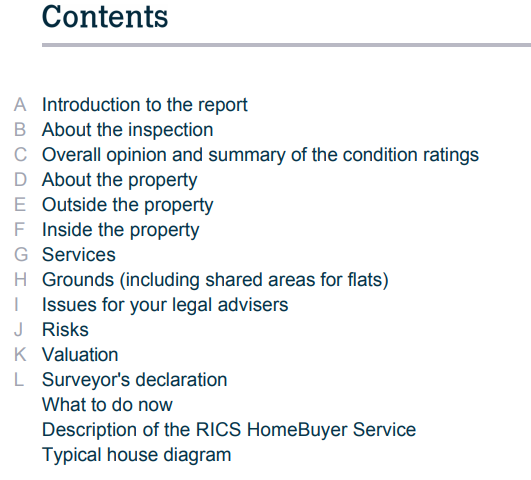 Contents
A Introduction to the report
B About the inspection
C Overall opinion and summary of the condition ratings
D About the property
E Outside the property
F Inside the property
G Services
H Grounds (including shared areas for flats)
I Issues for your legal advisers
J Risks
K Valuation
L Surveyor's declaration
What to do now
Description of the RICS HomeBuyer Service
Typical house diagram